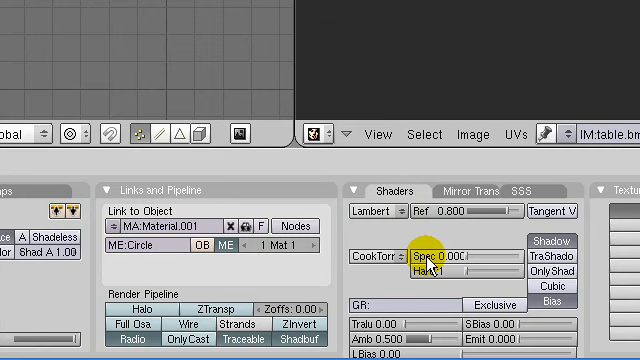 obal
View Select Image UVs IM:table.bm
aps Links and Pipeline Shaders Mirror Trans SSS Textur
Link to Object
Lambert Ref 0.800 Tangent V
MA:Material.001 F Nodes
ace A Shadeless
Shadow
ME:Circle OB ME 1 Mat 1
Shad A 1.00
CookTorr Spec 0.000 TraShado
OnlyShad
Render Pipeline
Cubic
Halo ZTransp Zoffs: 0.00
GR: Exclusive Bias
Full Osa Wire Strands ZInvert
Tralu 0.00 SBias 0.00
Radio OnlyCast Traceable Shadbuf
Amb 0.500 Emit 0.000
LBias 0.00